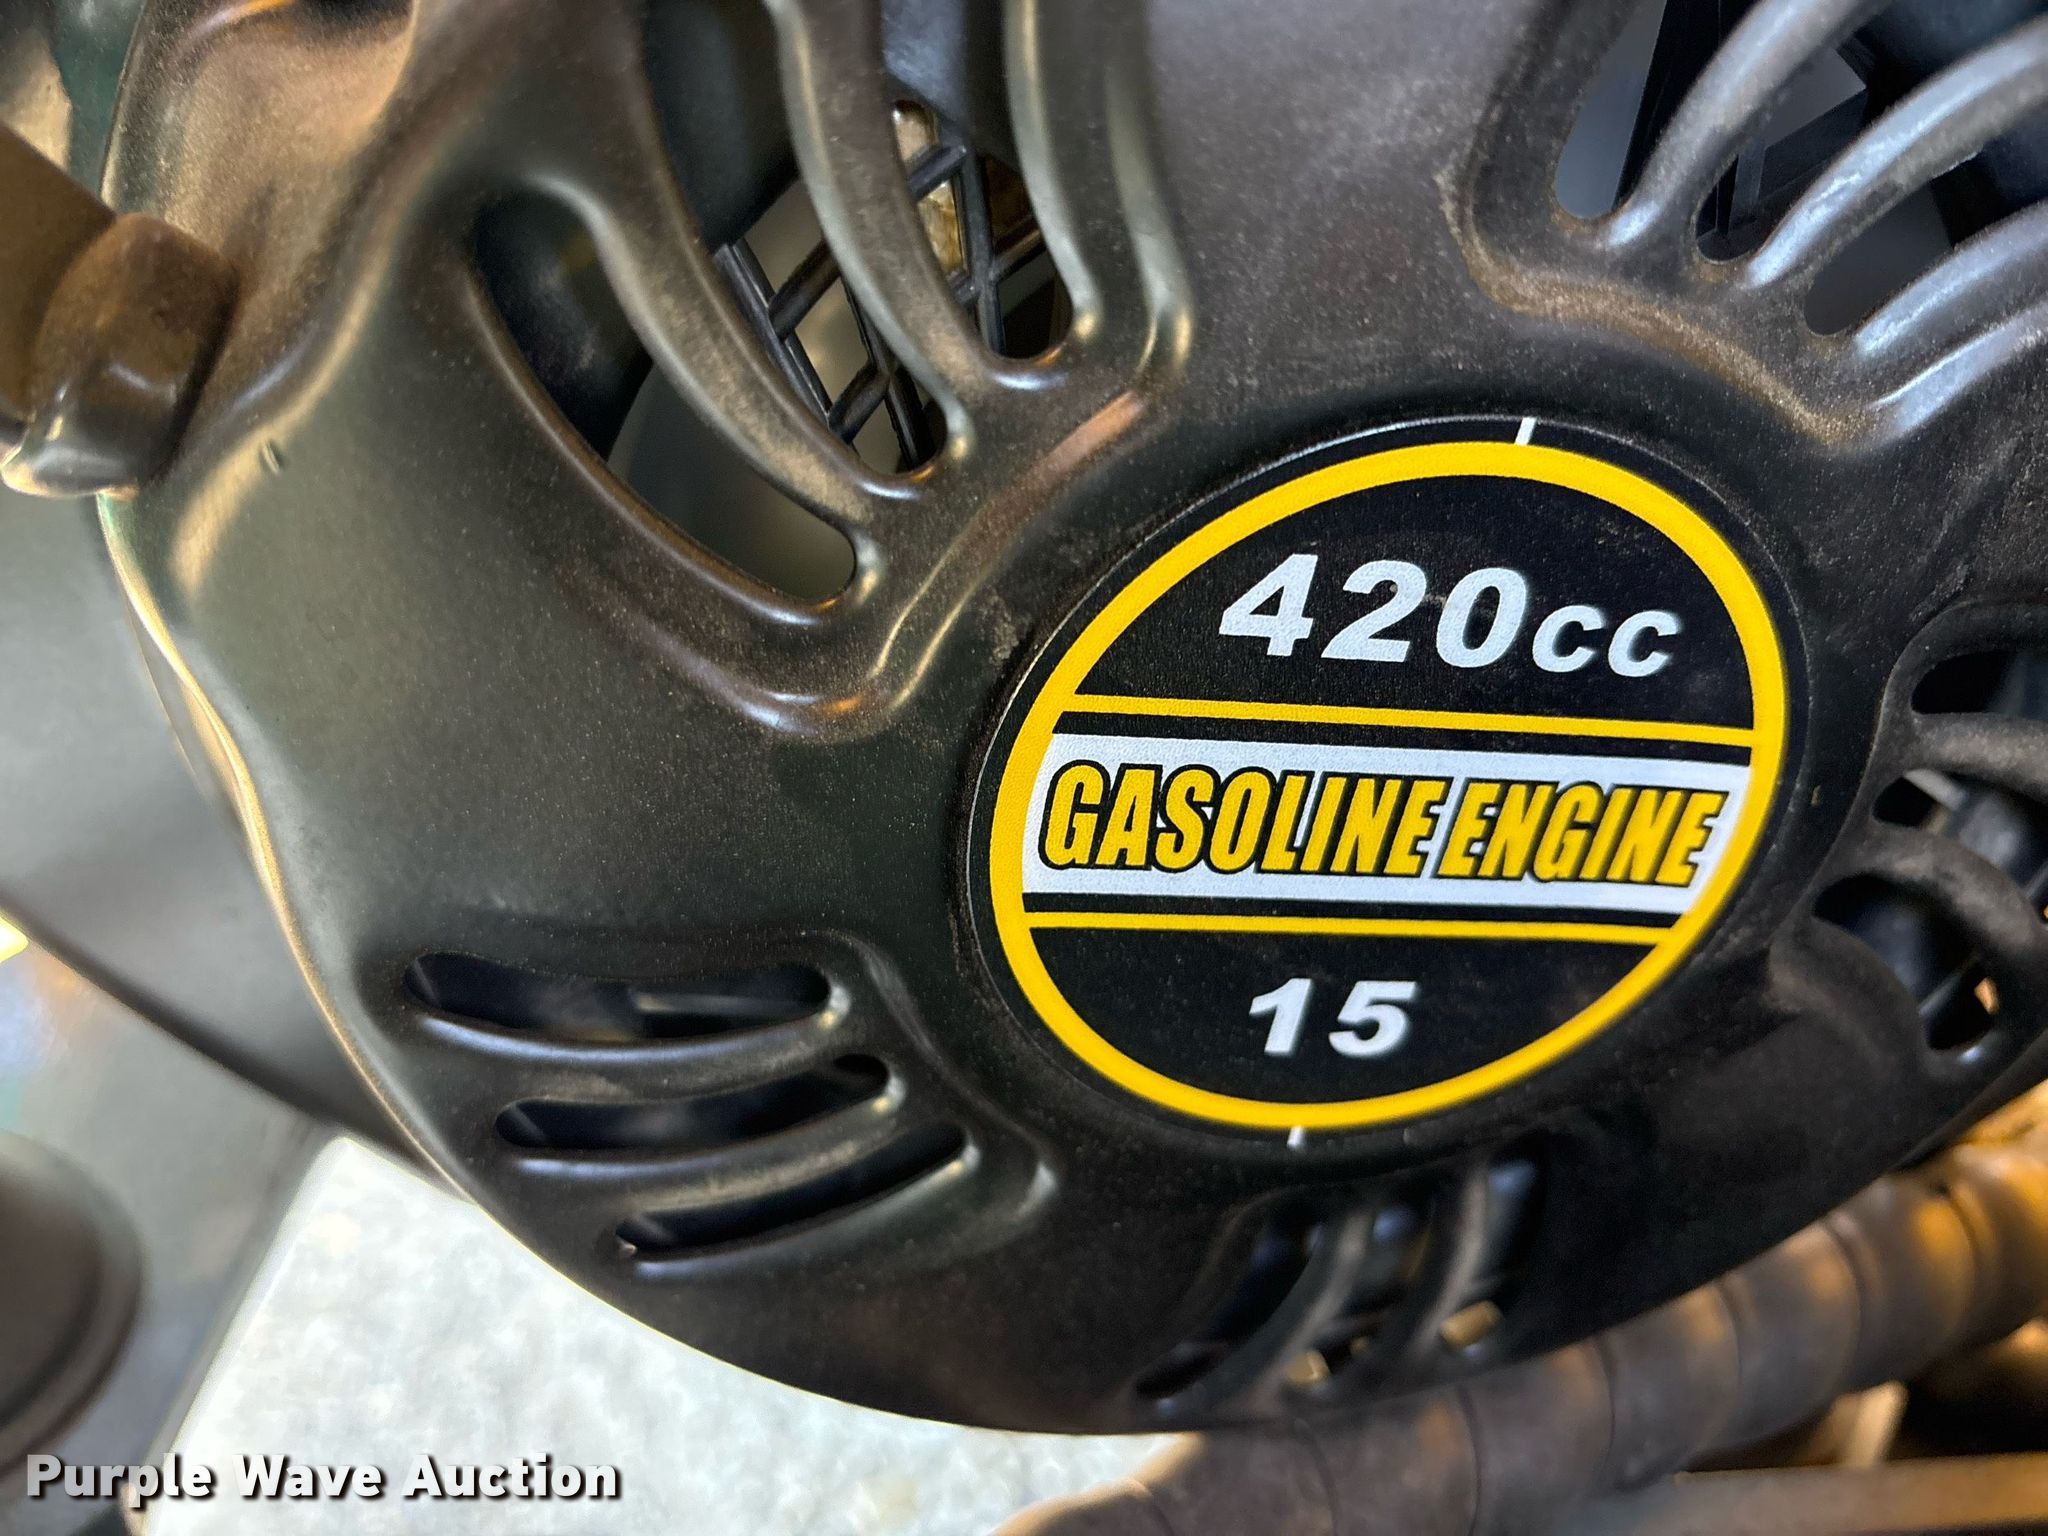 420cc
GASOLINE ENGINE
15
Purple Wave Auction